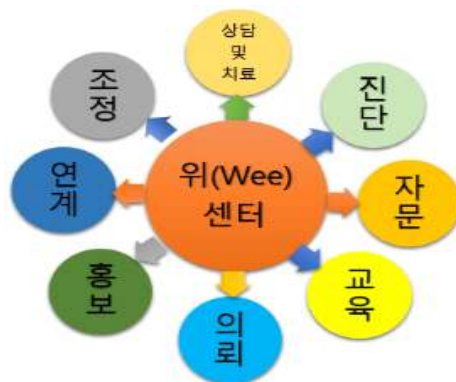 상담
및
치료
조
정
진
단
위(Wee)
센터
연
계
자
문
홍
보
교
육
의
뢰